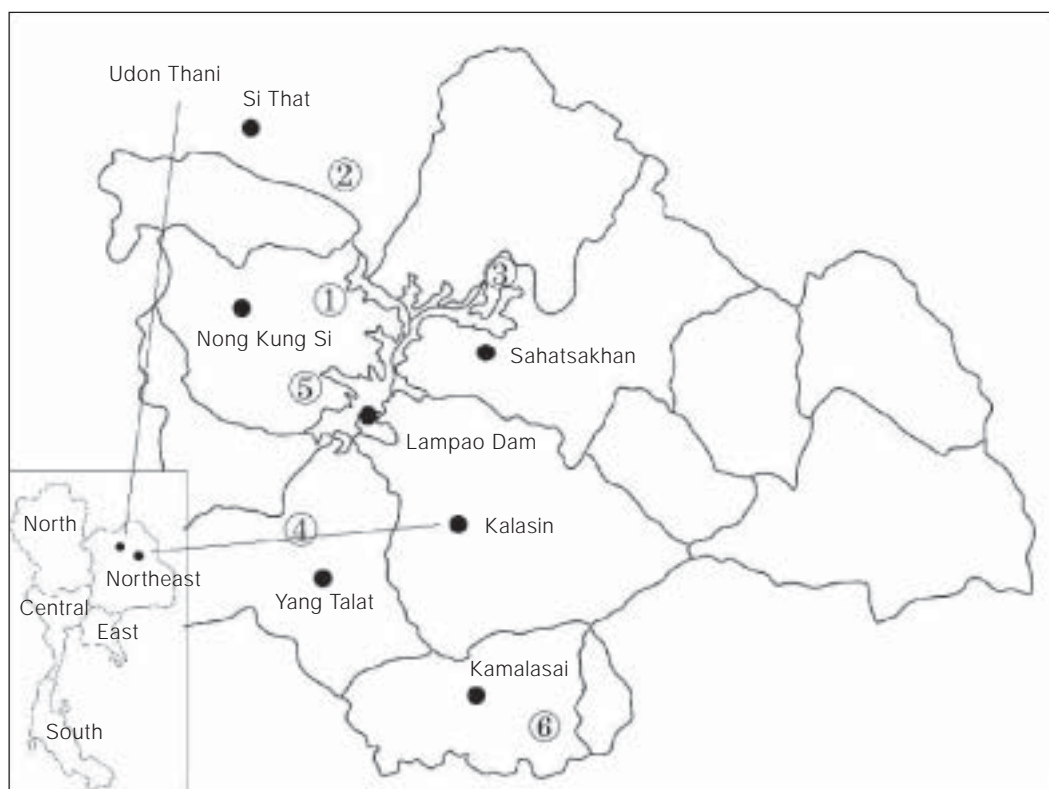 Udon Thani
Si That
②
③
①
Nong Kung Si
Sahatsakhan
⑤
Lampao Dam
North
④
Kalasin
Northeast
Yang Talat
Central
East
Kamalasai
South
⑥